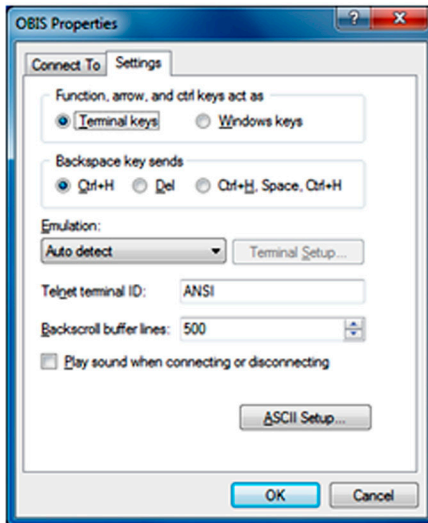 OBIS Properties
Connect To Settings
Function, arrow, and ctrl keys act as
Terminal keys Windows keys
Backspace key sends
Ctrl+H Del Ctrl+H, Space, Ctrl+H
Emulation:
Auto detect Terminal Setup...
Telnet terminal ID: ANSI
Backscroll buffer lines: 500
Play sound when connecting or disconnecting
ASCII Setup...
OK Cancel